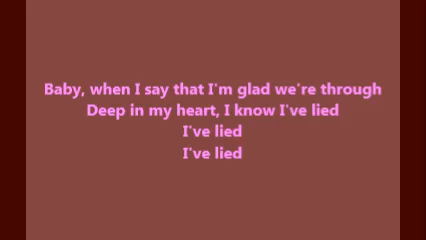 Baby, when I say that I'm glad we're through
Deep in my heart, I know I've lied
I've lied
I've lied